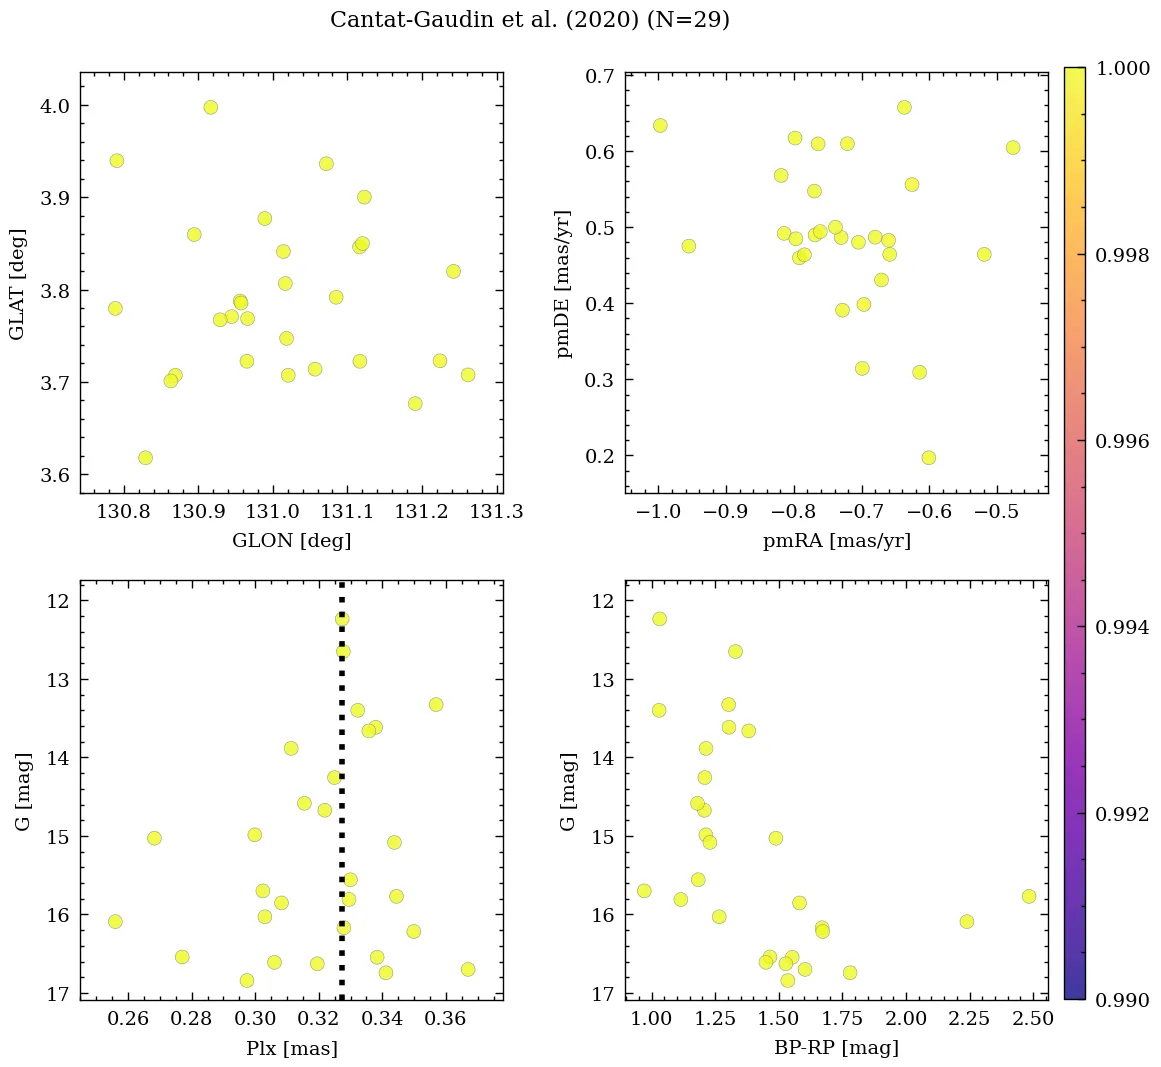 Cantat-Gaudin et al. (2020) (N=29)
4.0
3.9
3.8
3.7
3.6
GLAT [deg]
130.8 130.9 131.0 131.1 131.2 131.3
GLON [deg]
0.7
0.6
0.5
0.4
0.3
0.2
pmDE [mas/yr]
−1.0 −0.9 −0.8 −0.7 −0.6 −0.5
pmRA [mas/yr]
12
13
14
15
16
17
G [mag]
0.26 0.28 0.30 0.32 0.34 0.36
Plx [mas]
12
13
14
15
16
17
G [mag]
1.00 1.25 1.50 1.75 2.00 2.25 2.50
BP-RP [mag]
1.000
0.998
0.996
0.994
0.992
0.990